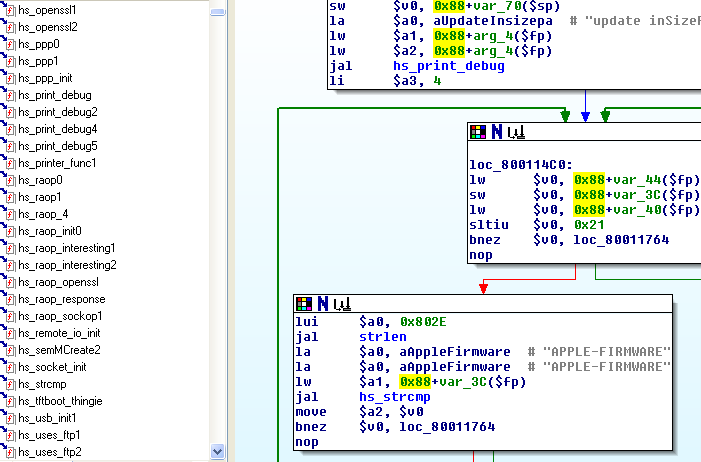 hs_openssl1
hs_openssl2
hs_ppp0
hs_ppp1
hs_ppp_init
hs_print_debug
hs_print_debug2
hs_print_debug4
hs_print_debug5
hs_printer_func1
hs_raop0
hs_raop1
hs_raop_4
hs_raop_init0
hs_raop_interesting1
hs_raop_interesting2
hs_raop_openssl
hs_raop_response
hs_raop_sockop1
hs_remote_io_init
hs_semMCreate2
hs_socket_init
hs_strcmp
hs_tftboot_thingie
hs_usb_init1
hs_uses_ftp1
hs_uses_ftp2
sw $v0, 0x88+var_70($sp)
la $a0, aUpdateInsizepa # "update inSizeP
lw $a1, 0x88+arg_4($fp)
lw $a2, 0x88+arg_4($fp)
jal hs_print_debug
li $a3, 4
N
loc_800114C0:
lw $v0, 0x88+var_44($fp)
sw $v0, 0x88+var_3C($fp)
lw $v0, 0x88+var_40($fp)
sltiu $v0, 0x21
bnez $v0, loc_80011764
nop
N
lui $a0, 0x802E
jal strlen
la $a0, aAppleFirmware # "APPLE-FIRMWARE"
la $a0, aAppleFirmware # "APPLE-FIRMWARE"
lw $a1, 0x88+var_3C($fp)
jal hs_strcmp
move $a2, $v0
bnez $v0, loc_80011764
nop